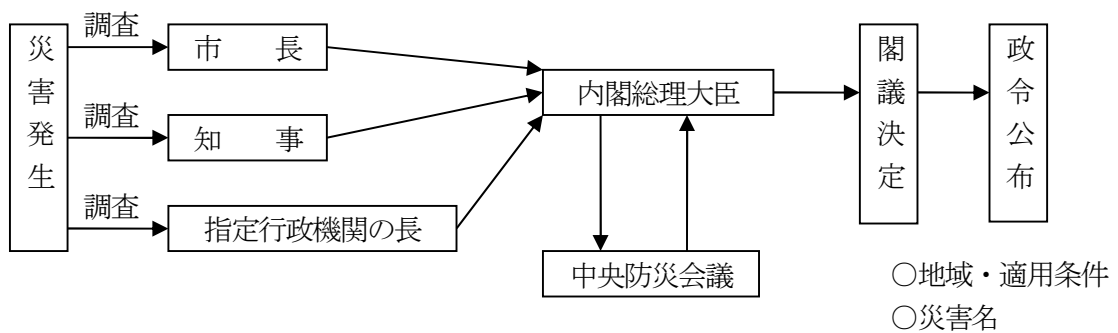 災害発生
調査
市　長
調査
知　事
調査
指定行政機関の長
内閣総理大臣
中央防災会議
閣議決定
政令公布
○地域・適用条件
○災害名